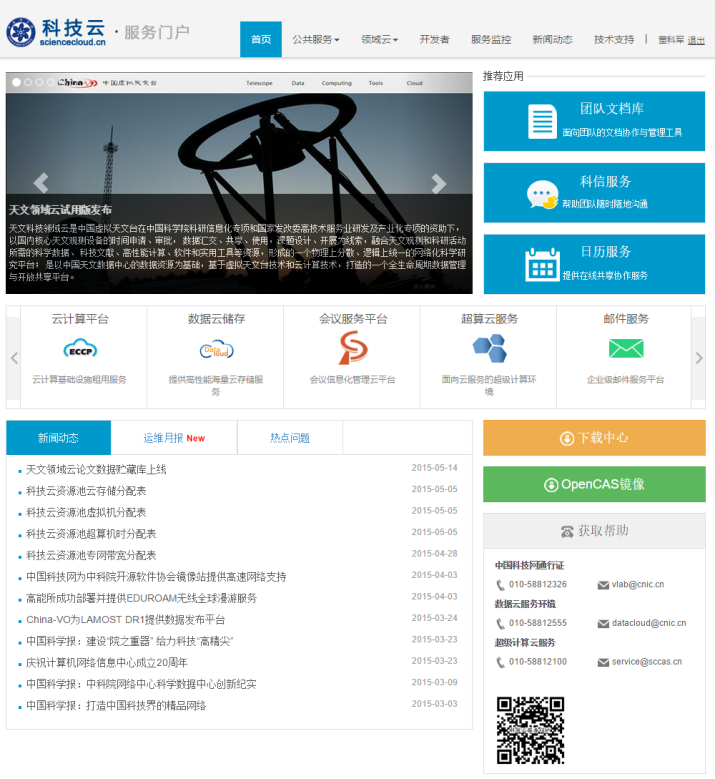 科技云·服务门户
sciencecloud.cn
首页 公共服务 领域云 开发者 服务监控 新闻动态 技术支持 | 董科军 退出
China-VO 中国虚拟天文台 Telescope Data Computing Tools Cloud
天文领域云试用版发布
天文科技领域云是中国虚拟天文台在中国科学院科研信息化专项和国家发改委高技术服务业研发及产业化专项的资助下，
以国内核心天文观测设备的时间申请、审批，数据汇交、共享、使用，课题设计、开展为线索，融合天文观测和科研活动
所需的科学数据、科技文献、高性能计算、软件和实用工具等资源，形成的一个物理上分散、逻辑上统一的网络化科学研
究平台；是以中国天文数据中心的数据资源为基础，基于虚拟天文台技术和云计算技术，打造的一个全生命周期数据管理
与开放共享平台。
推荐应用
团队文档库
面向团队的文档协作与管理工具
科信服务
帮助团队随时随地沟通
日历服务
提供在线共享协作服务
云计算平台
ECCP
云计算基础设施租用服务
数据云储存
Data Cloud
提供高性能海量云存储服
务
会议服务平台
会议信息化管理云平台
超算云服务
面向云服务的超级计算环
境
邮件服务
企业级邮件服务平台
新闻动态 运维月报 New 热点问题
天文领域云论文数据贮藏库上线 2015-05-14
科技云资源池云存储分配表 2015-05-05
科技云资源池虚拟机分配表 2015-05-05
科技云资源池超算机时分配表 2015-05-05
科技云资源池专网带宽分配表 2015-04-28
中国科技网为中科院开源软件协会镜像站提供高速网络支持 2015-04-03
高能所成功部署并提供EDUROAM无线全球漫游服务 2015-04-03
China-VO为LAMOST DR1提供数据发布平台 2015-03-24
中国科学报：建设“院之重器” 给力科技“高精尖” 2015-03-23
庆祝计算机网络信息中心成立20周年 2015-03-23
中国科学报：中科院网络中心科学数据中心创新纪实 2015-03-09
中国科学报：打造中国科技界的精品网络 2015-03-03
下载中心
OpenCAS镜像
获取帮助
中国科技网通行证
010-58812326 vlab@cnic.cn
数据云服务环境
010-58812555 datacloud@cnic.cn
超级计算云服务
010-58812100 service@sccas.cn